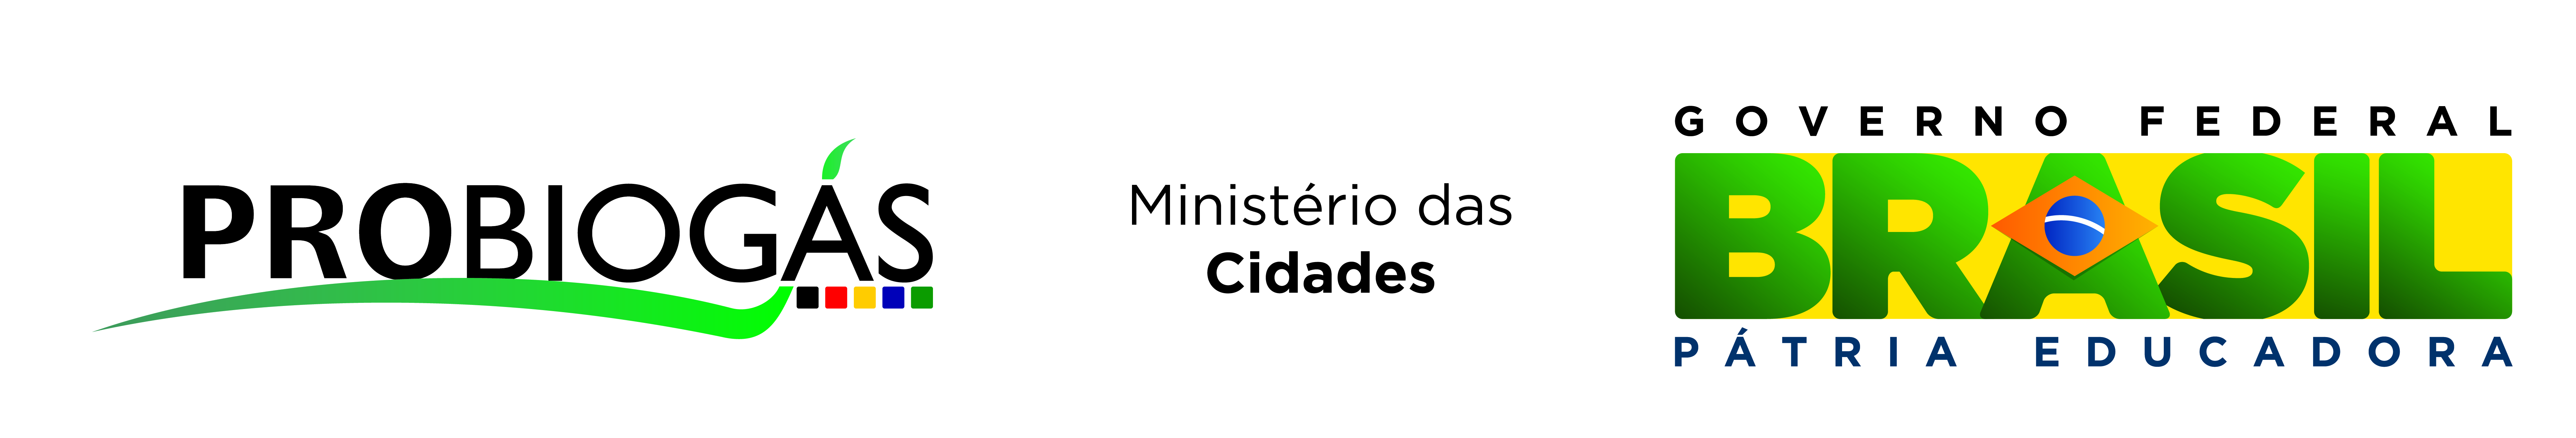 PROBIOGÁS
Ministério das
Cidades
GOVERNO FEDERAL
BRASIL
PÁTRIA EDUCADORA